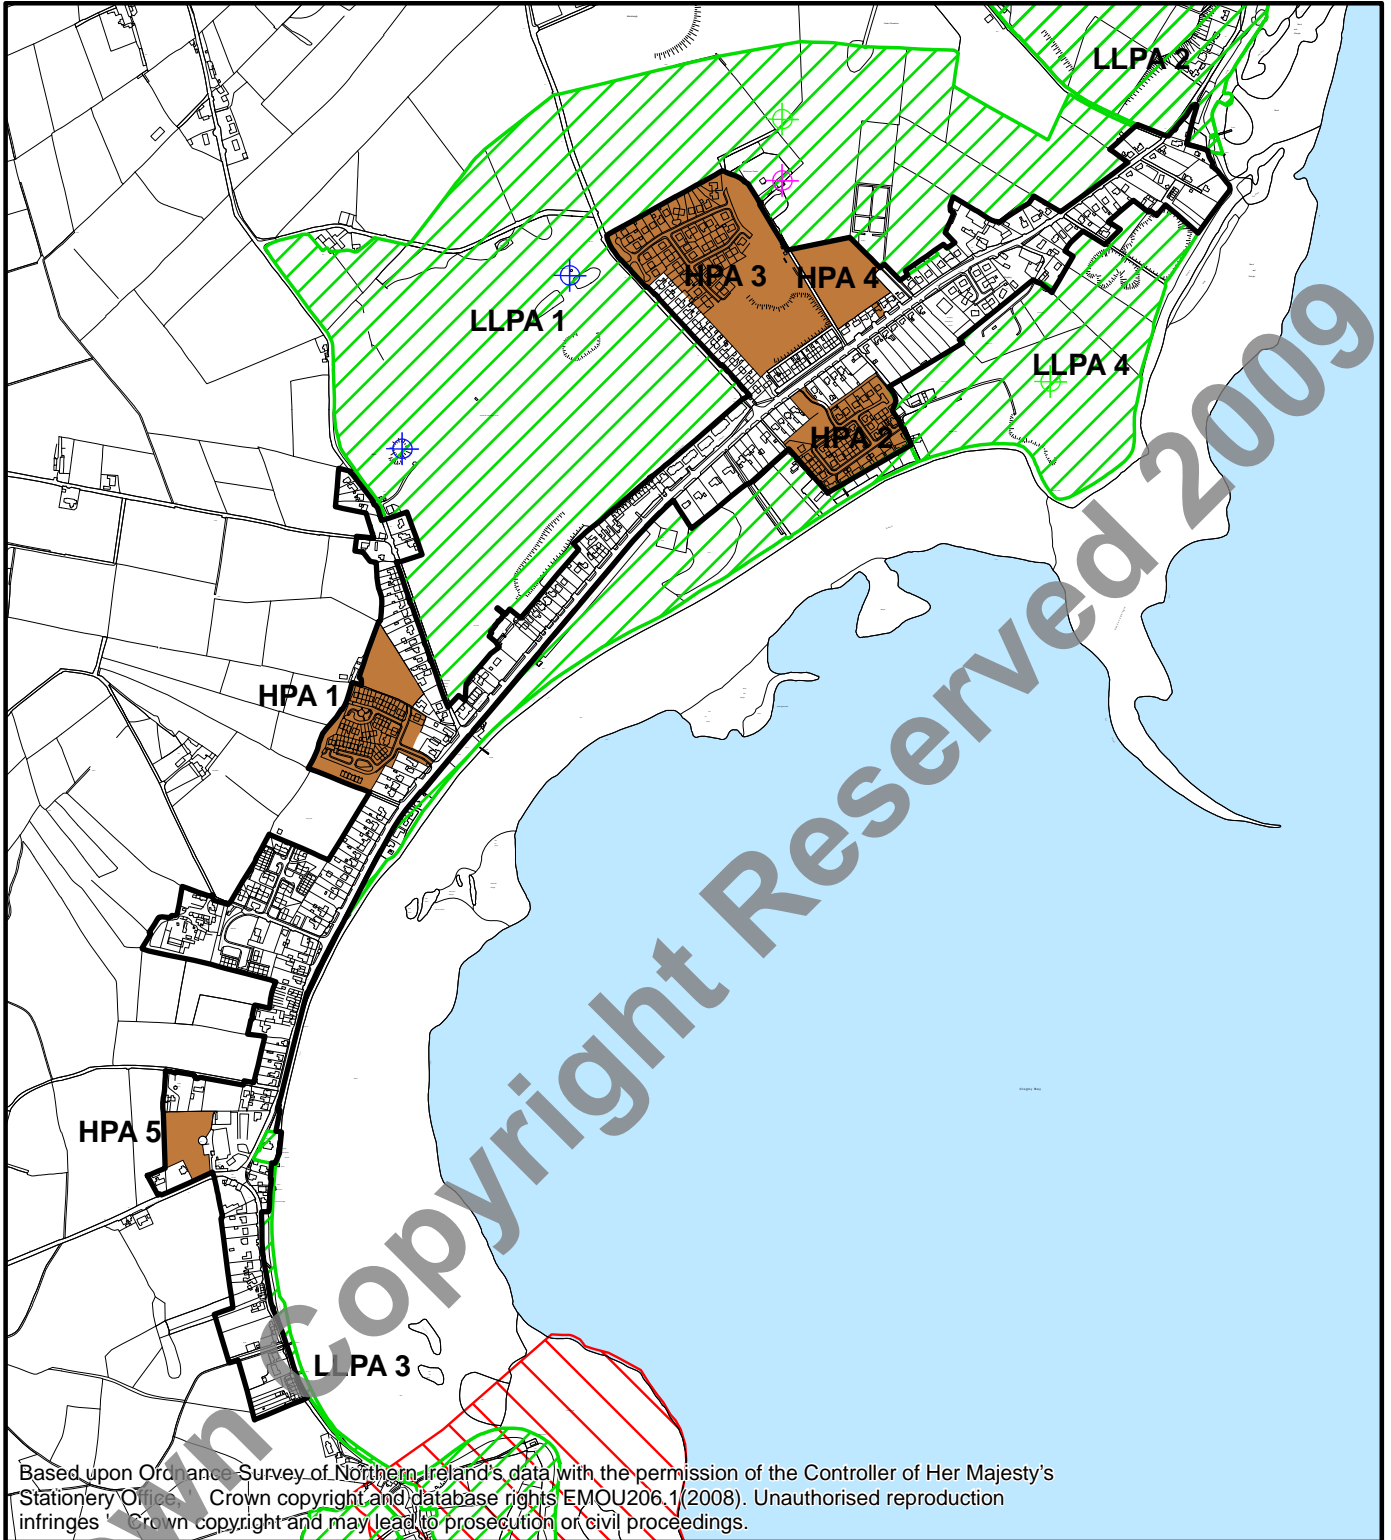 LLPA 2
HPA 3
HPA 4
LLPA 1
LLPA 4
HPA 2
HPA 1
HPA 5
LLPA 3
wn Copyright Reserved 2009
Based upon Ordnance Survey of Northern Ireland's data with the permission of the Controller of Her Majesty's
Stationery Office, ' Crown copyright and database rights EMOU206.1(2008). Unauthorised reproduction
infringes ' Crown copyright and may lead to prosecution or civil proceedings.